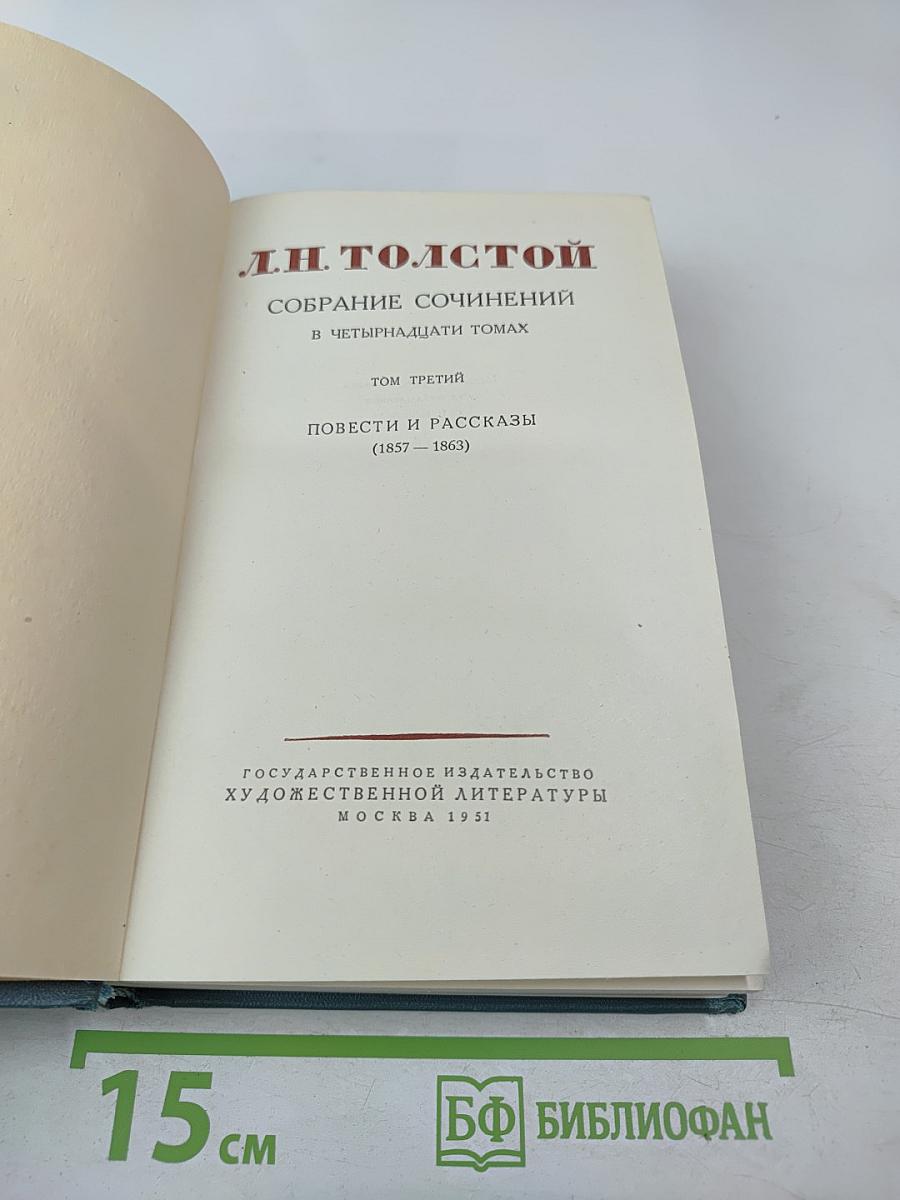 Л.Н. ТОЛСТОЙ
СОБРАНИЕ СОЧИНЕНИЙ
В ЧЕТЫРНАДЦАТИ ТОМАХ
ТОМ ТРЕТИЙ
ПОВЕСТИ И РАССКАЗЫ
(1857 — 1863)
ГОСУДАРСТВЕННОЕ ИЗДАТЕЛЬСТВО
ХУДОЖЕСТВЕННОЙ ЛИТЕРАТУРЫ
МОСКВА 1951
15 см
БФ БИБЛИОФАН